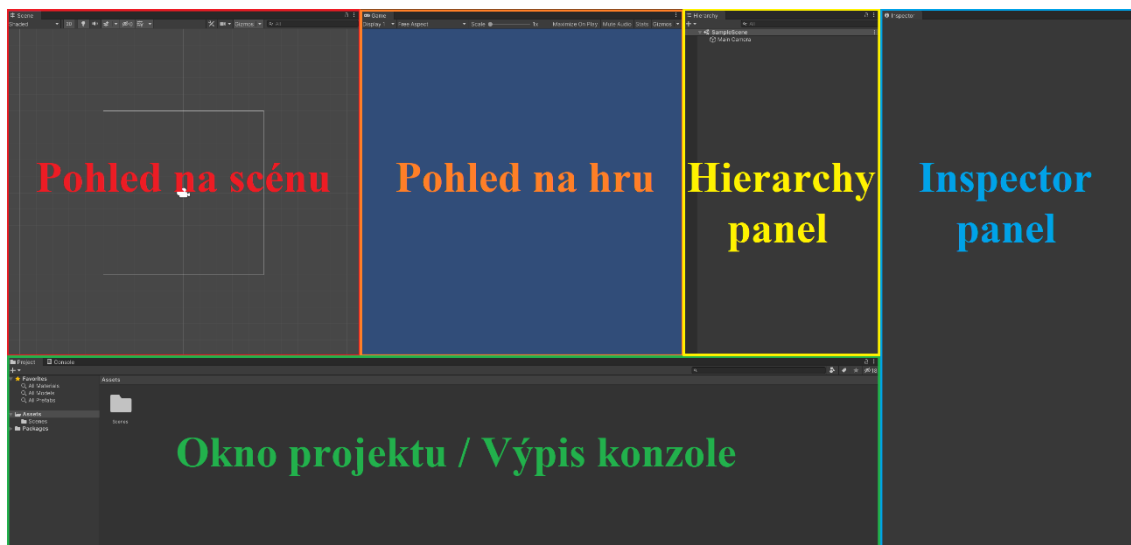 Scene
Shaded 2D Gizmos All
Game
Display 1 Free Aspect Scale 1x Maximize On Play Mute Audio Stats Gizmos
Hierarchy
All
SampleScene
Main Camera
Inspector
Pohled na scénu
Pohled na hru
Hierarchy
panel
Inspector
panel
Project Console
Favorites
All Materials
All Models
All Prefabs
Assets
Scenes
Packages
Assets
Scenes
Okno projektu / Výpis konzole